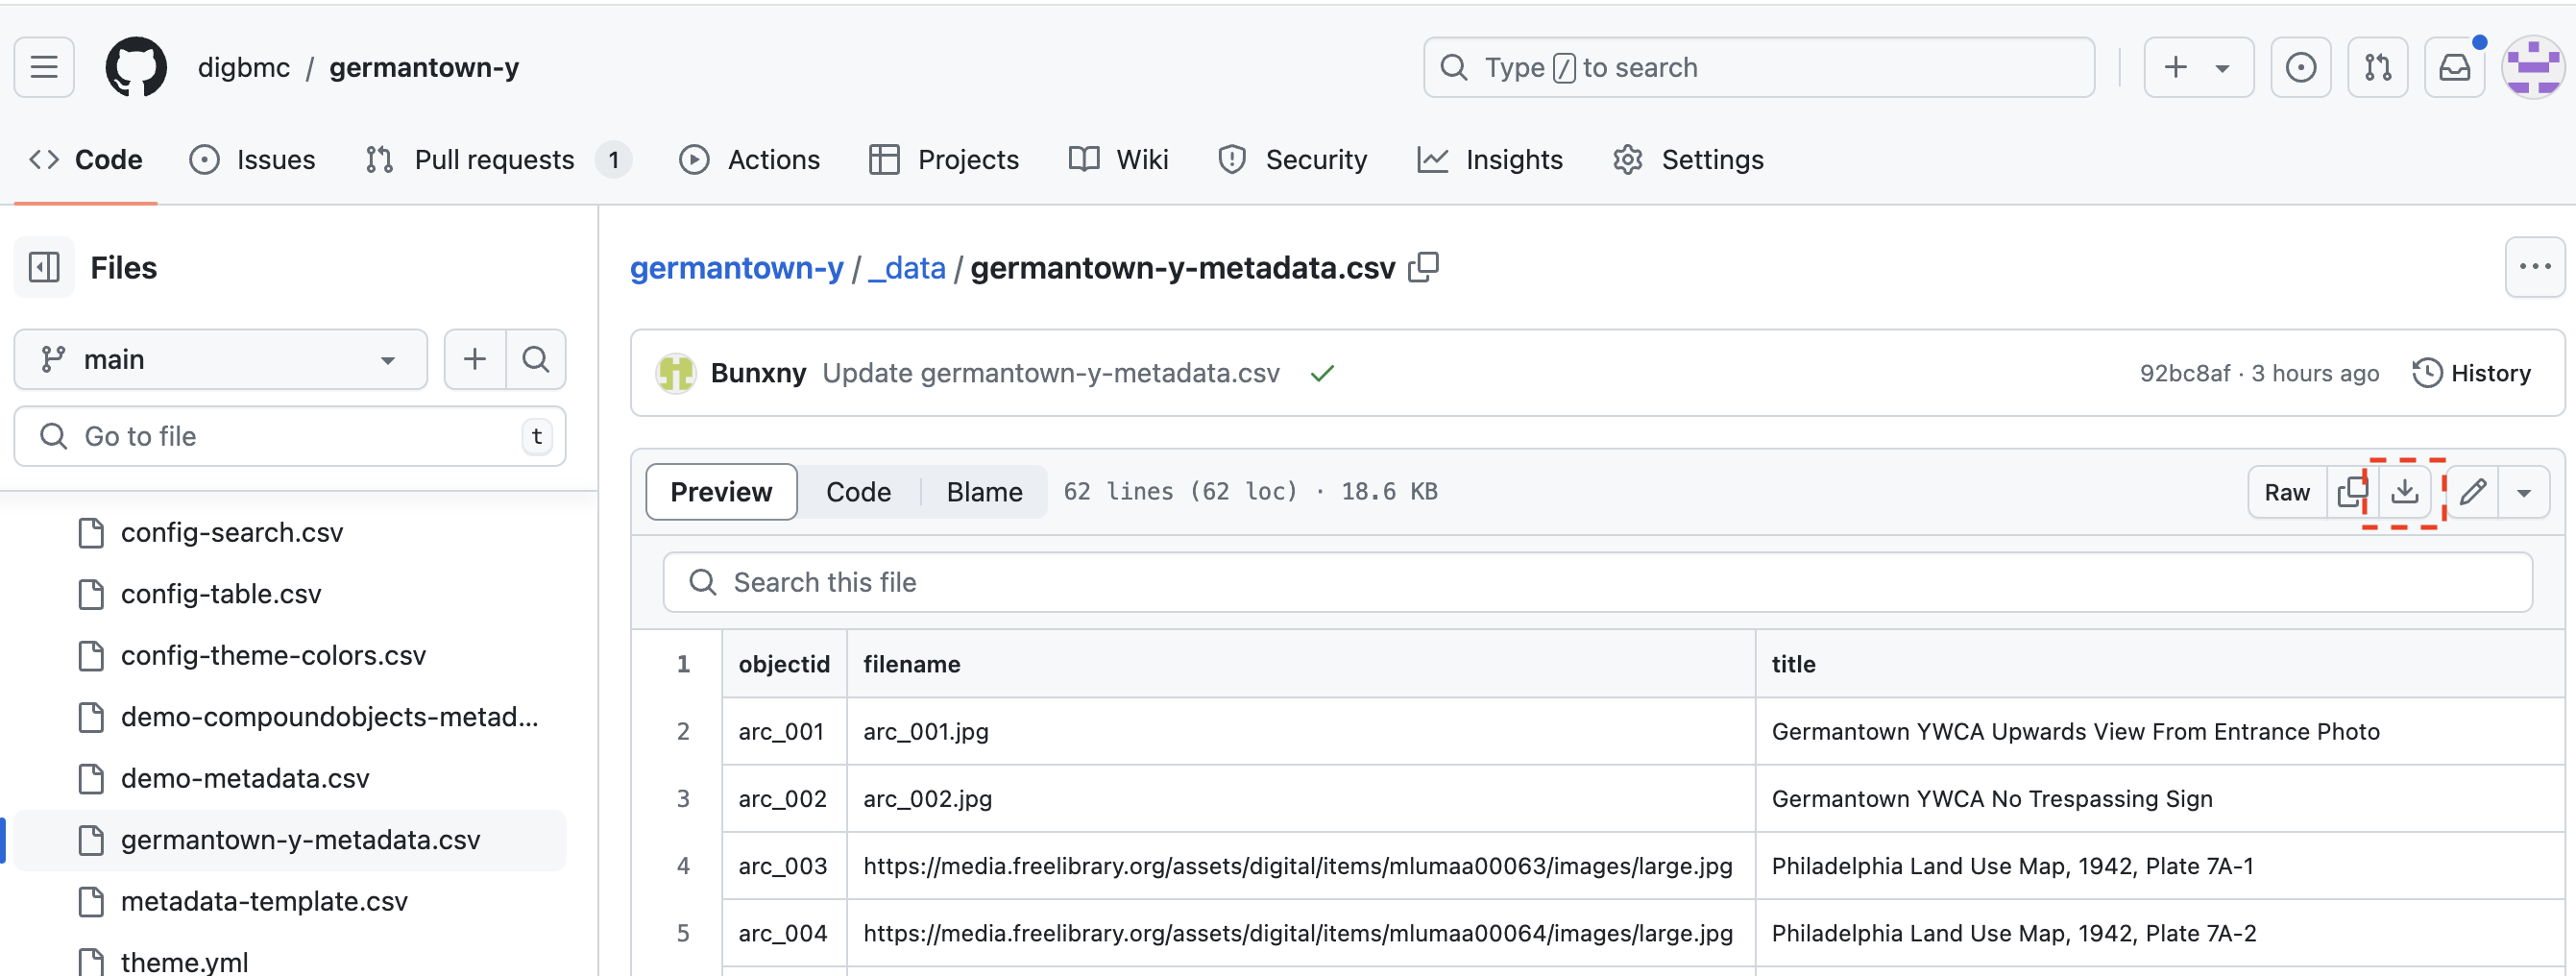 digbmc / germantown-y
Type / to search
Code
Issues
Pull requests 1
Actions
Projects
Wiki
Security
Insights
Settings
Files
main
Go to file
t
config-search.csv
config-table.csv
config-theme-colors.csv
demo-compoundobjects-metad...
demo-metadata.csv
germantown-y-metadata.csv
metadata-template.csv
theme.yml
germantown-y / _data / germantown-y-metadata.csv
Bunxny Update germantown-y-metadata.csv
92bc8af · 3 hours ago
History
Preview
Code
Blame
62 lines (62 loc) · 18.6 KB
Raw
Search this file
1 objectid filename title
2 arc_001 arc_001.jpg Germantown YWCA Upwards View From Entrance Photo
3 arc_002 arc_002.jpg Germantown YWCA No Trespassing Sign
4 arc_003 https://media.freelibrary.org/assets/digital/items/mlumaa00063/images/large.jpg Philadelphia Land Use Map, 1942, Plate 7A-1
5 arc_004 https://media.freelibrary.org/assets/digital/items/mlumaa00064/images/large.jpg Philadelphia Land Use Map, 1942, Plate 7A-2